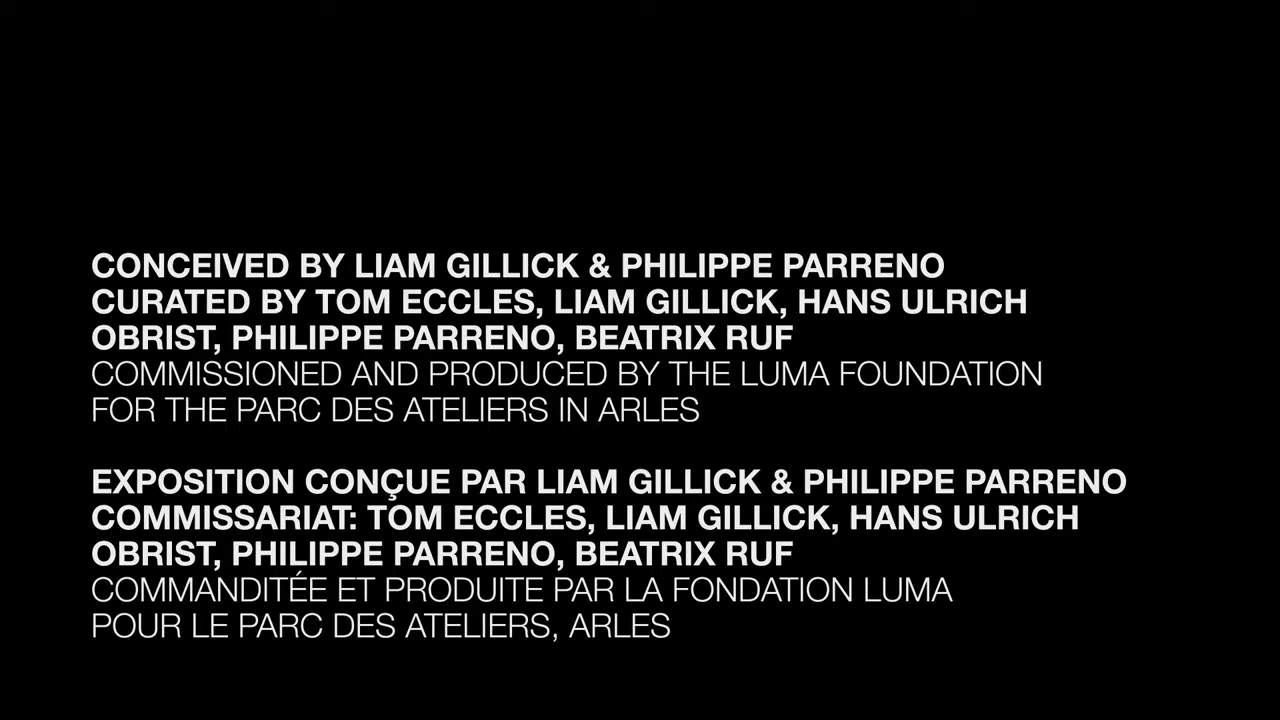 CONCEIVED BY LIAM GILLICK & PHILIPPE PARRENO
CURATED BY TOM ECCLES, LIAM GILLICK, HANS ULRICH
OBRIST, PHILIPPE PARRENO, BEATRIX RUF
COMMISSIONED AND PRODUCED BY THE LUMA FOUNDATION
FOR THE PARC DES ATELIERS IN ARLES
EXPOSITION CONÇUE PAR LIAM GILLICK & PHILIPPE PARRENO
COMMISSARIAT: TOM ECCLES, LIAM GILLICK, HANS ULRICH
OBRIST, PHILIPPE PARRENO, BEATRIX RUF
COMMANDITÉE ET PRODUITE PAR LA FONDATION LUMA
POUR LE PARC DES ATELIERS, ARLES